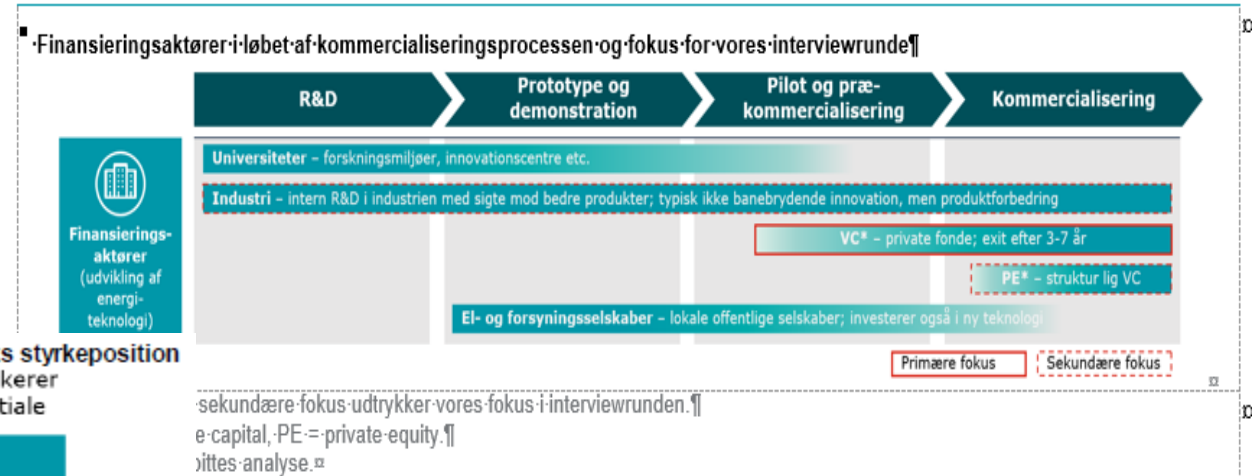 Finansieringsaktører·i·løbet·af·kommercialiseringsprocessen·og·fokus·for·vores·interviewrunde¶
R&D
Prototype og
demonstration
Pilot og præ-
kommercialisering
Kommercialisering
Finansierings-
aktører
(udvikling af
energi-
teknologi)
Universiteter – forskningsmiljøer, innovationscentre etc.
Industri – intern R&D i industrien med sigte mod bedre produkter; typisk ikke banebrydende innovation, men produktforbedring
VC* – private fonde; exit efter 3-7 år
PE* – struktur lig VC
El- og forsyningsselskaber – lokale offentlige selskaber; investerer også i ny teknologi
Primære fokus
Sekundære fokus
s styrkeposition
kerer
tiale
·sekundære·fokus·udtrykker·vores·fokus·i·interviewrunden.¶
e·capital,·PE·=·private·equity.¶
ittes·analyse.¤